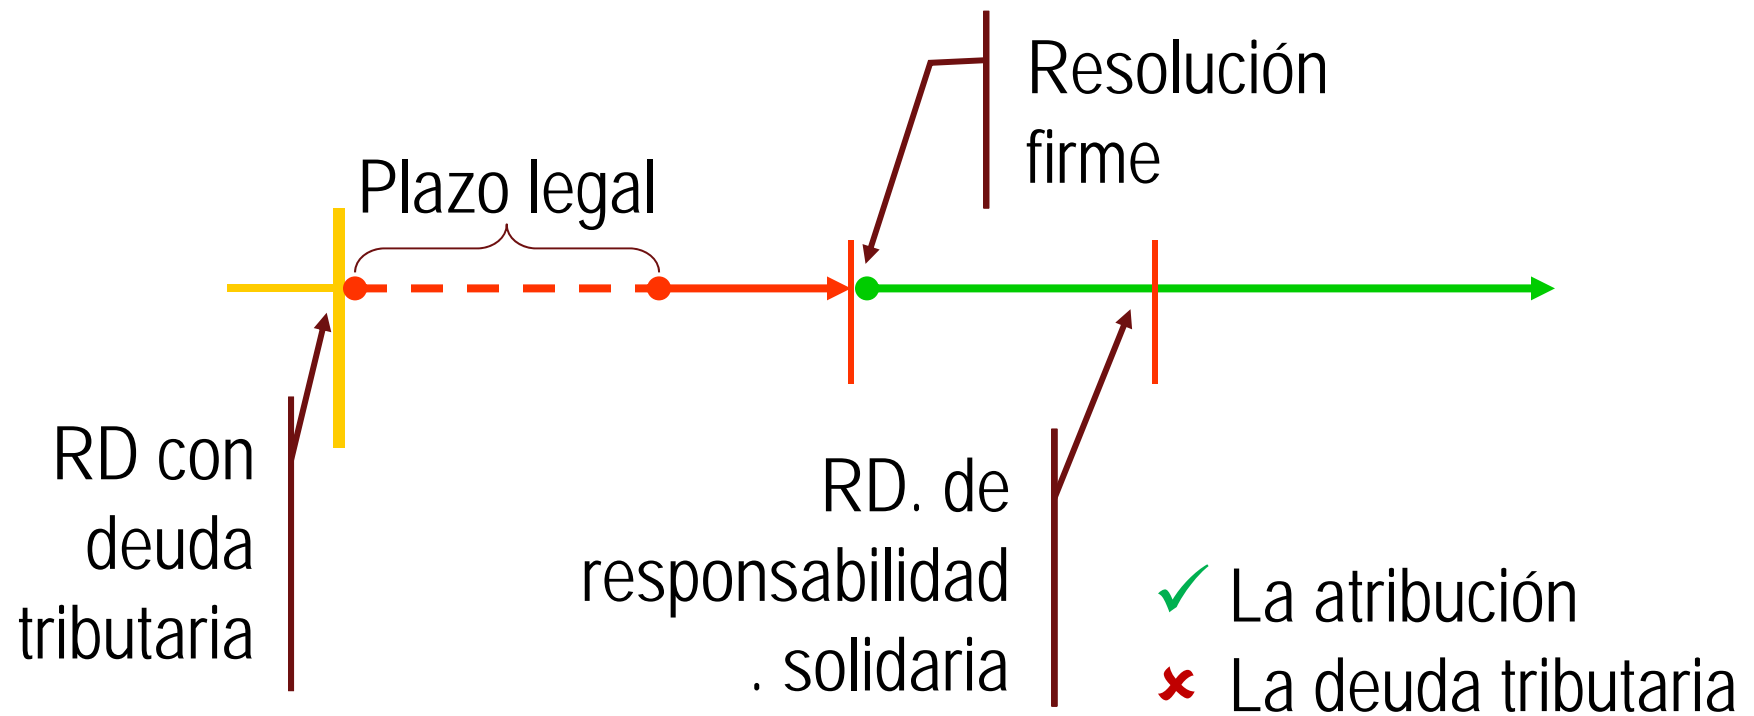 Resolución
firme
Plazo legal
RD con
deuda
tributaria
RD. de
responsabilidad
. solidaria
La atribución
La deuda tributaria